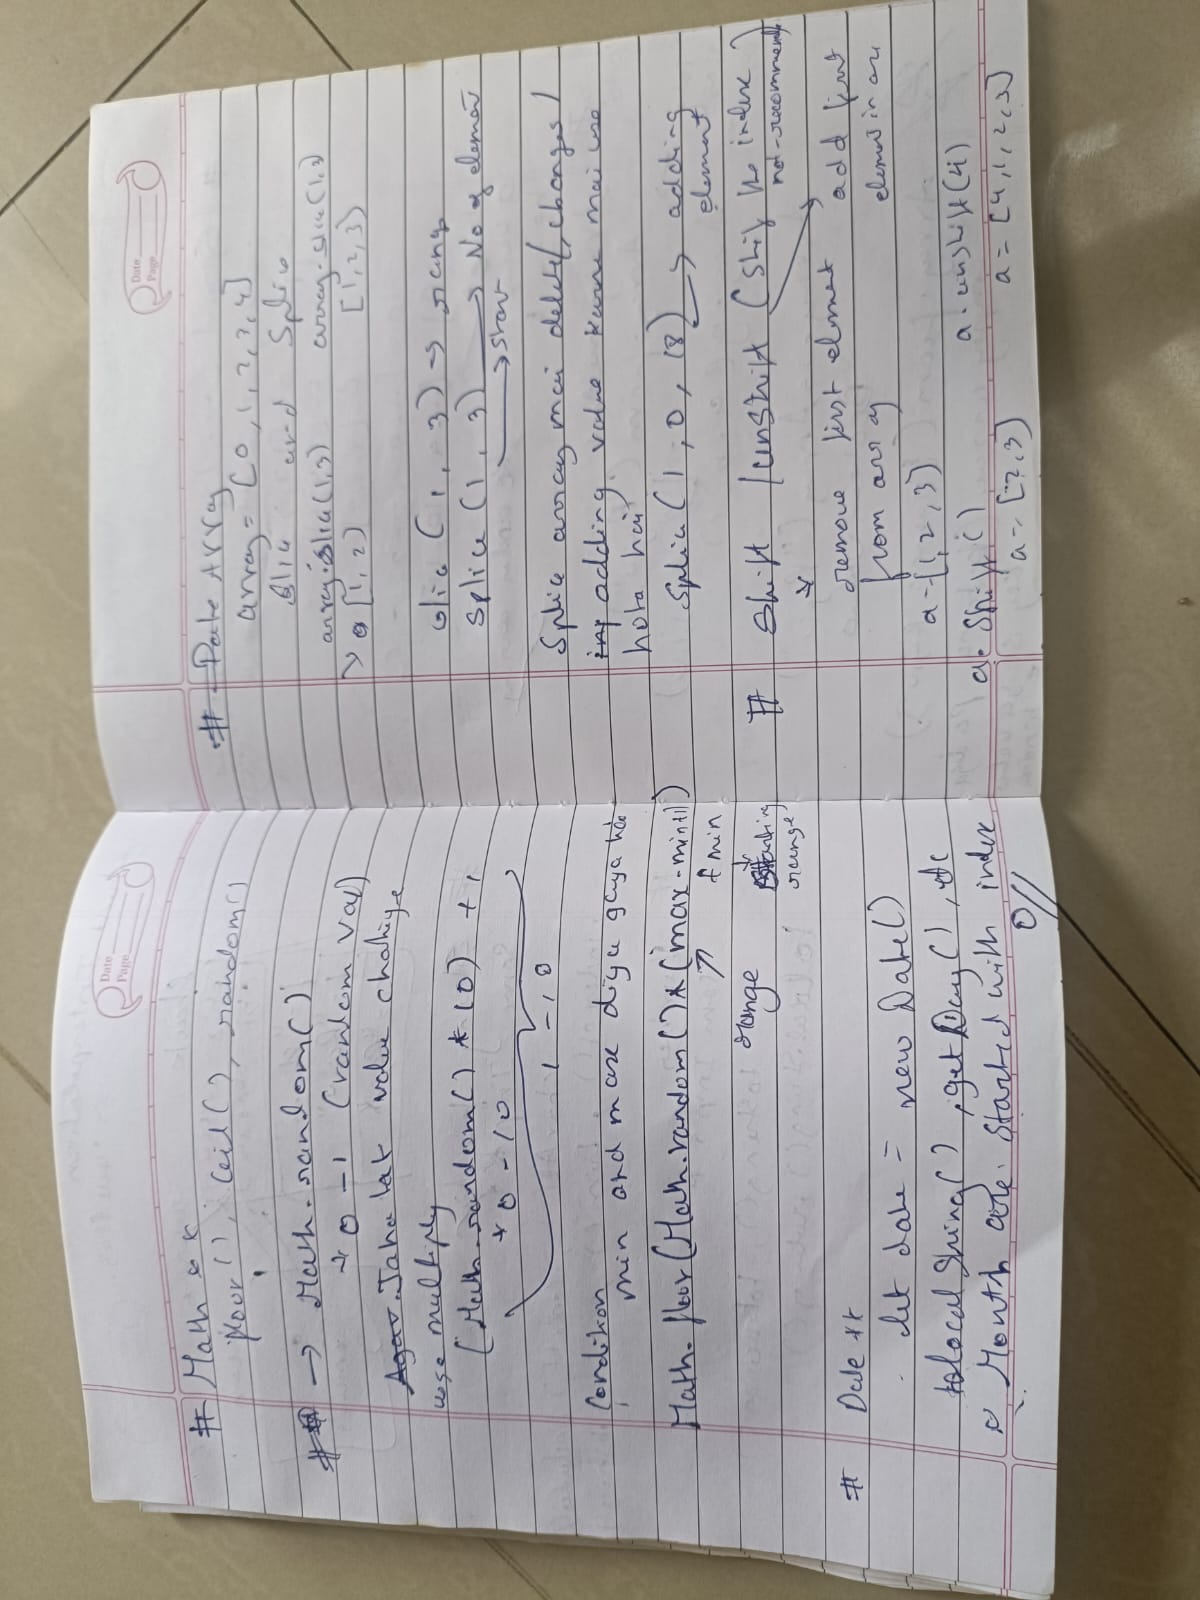 Date
Page
# Math **
floor(), ceil(), random()
# → Math.random()
→ 0 - 1 (random val)
Agar Jaha tak value chahiye
use multiply
(Math.random() * 10) + 1
→ 0 - 10
1 - 10
Condition
min and max diya gaya hai
Math.floor(Math.random()*(max-min+1)
+ min
range
starting
range
# Date **
let date = new Date()
tolocalString(), getDay(), etc
Month are started with index
0//
Date
Page
# Date Array
array = [0, 1, 2, 3, 4]
Slice and Splice
array.slice(1,3) array.splice(1,3)
→ [1, 2] [1, 2, 3]
slice (1, 3) → range
Splice (1, 3) → No of element
→ start
Splice array mai delete/changes/
ing adding value karne mai use
hota hai
Splice (1, 0, 18) → adding
element
# Shift /unshift (Shift ko index)
not-recommended
remove first element add first
from array element in arr
a = [1, 2, 3]
a.unshift(4)
a.shift()
a = [4, 1, 2, 3]
a = [2, 3]